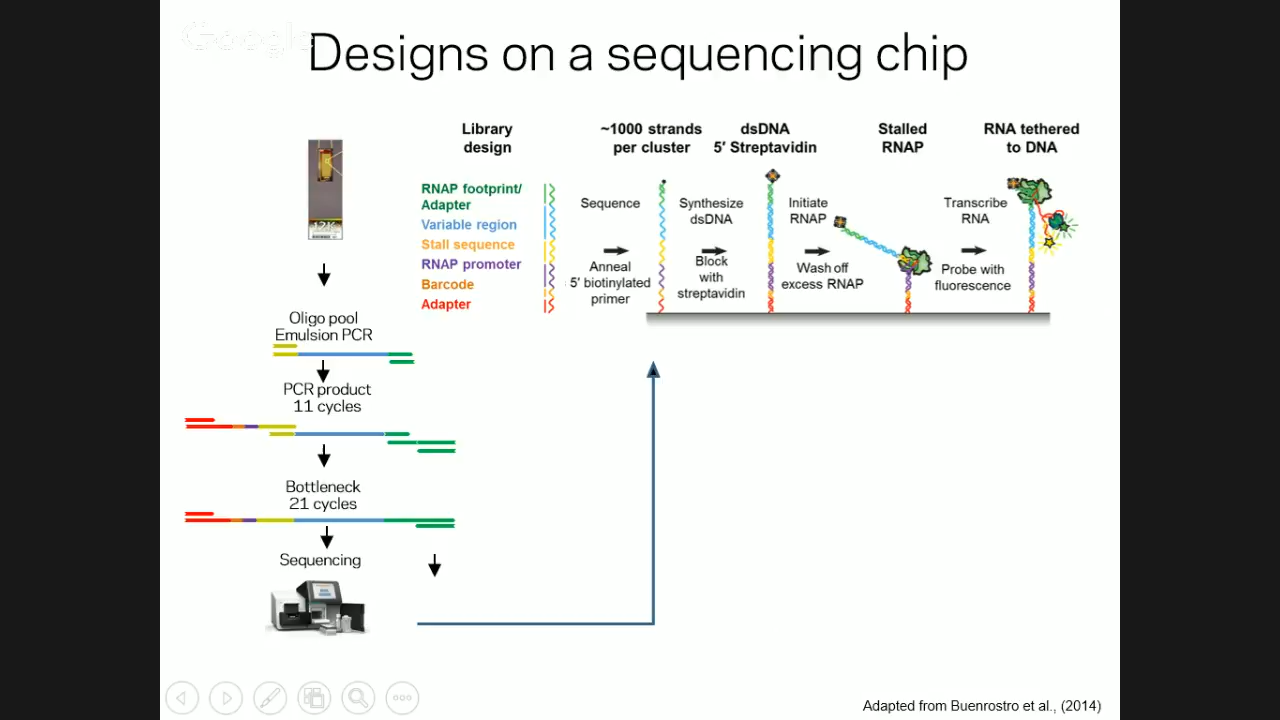 Google
Designs on a sequencing chip
12K
Oligo pool
Emulsion PCR
PCR product
11 cycles
Bottleneck
21 cycles
Sequencing
Library
design
RNAP footprint/
Adapter
Variable region
Stall sequence
RNAP promoter
Barcode
Adapter
~1000 strands
per cluster
Sequence
Anneal
5' biotinylated
primer
dsDNA
5′ Streptavidin
Synthesize
dsDNA
Block
with
streptavidin
Stalled
RNAP
Initiate
RNAP
Wash off
excess RNAP
RNA tethered
to DNA
Transcribe
RNA
Probe with
fluorescence
Adapted from Buenrostro et al., (2014)